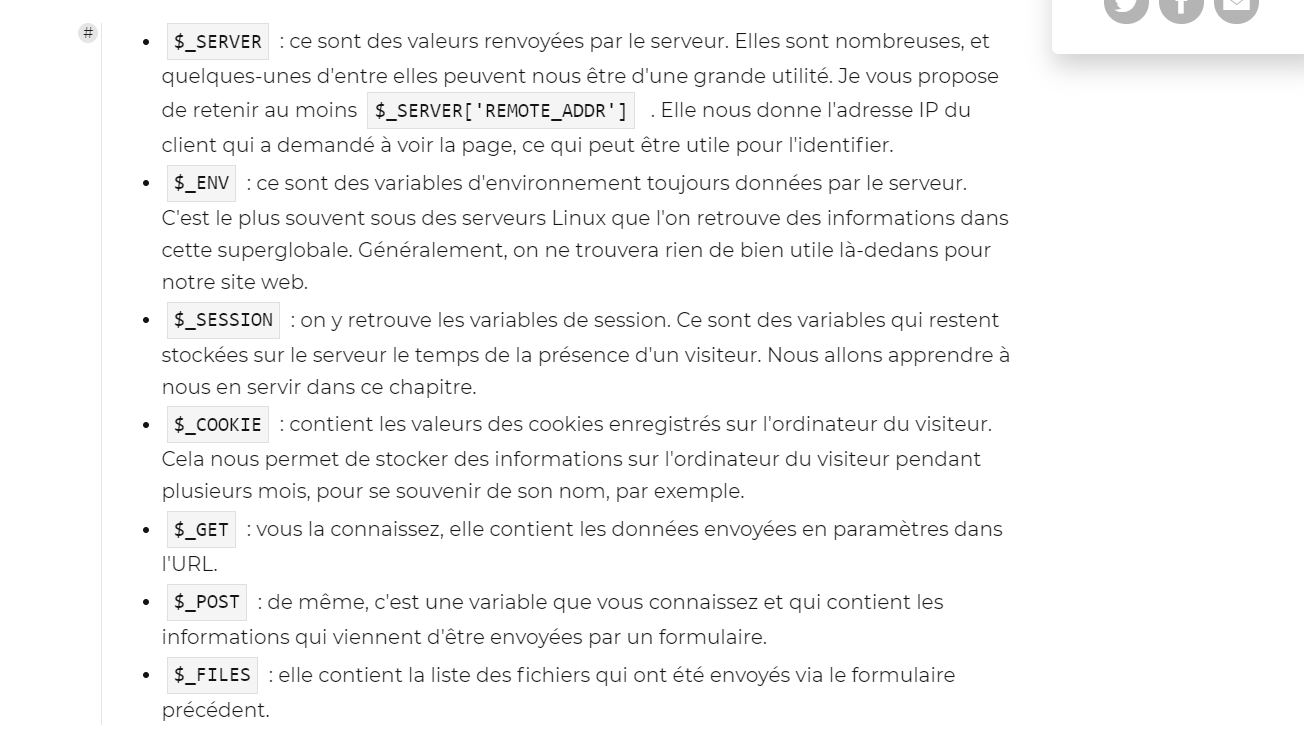 #
• $_SERVER : ce sont des valeurs renvoyées par le serveur. Elles sont nombreuses, et
quelques-unes d'entre elles peuvent nous être d'une grande utilité. Je vous propose
de retenir au moins $_SERVER['REMOTE_ADDR'] . Elle nous donne l'adresse IP du
client qui a demandé à voir la page, ce qui peut être utile pour l'identifier.
• $_ENV : ce sont des variables d'environnement toujours données par le serveur.
C'est le plus souvent sous des serveurs Linux que l'on retrouve des informations dans
cette superglobale. Généralement, on ne trouvera rien de bien utile là-dedans pour
notre site web.
• $_SESSION : on y retrouve les variables de session. Ce sont des variables qui restent
stockées sur le serveur le temps de la présence d'un visiteur. Nous allons apprendre à
nous en servir dans ce chapitre.
• $_COOKIE : contient les valeurs des cookies enregistrés sur l'ordinateur du visiteur.
Cela nous permet de stocker des informations sur l'ordinateur du visiteur pendant
plusieurs mois, pour se souvenir de son nom, par exemple.
• $_GET : vous la connaissez, elle contient les données envoyées en paramètres dans
l'URL.
• $_POST : de même, c'est une variable que vous connaissez et qui contient les
informations qui viennent d'être envoyées par un formulaire.
• $_FILES : elle contient la liste des fichiers qui ont été envoyés via le formulaire
précédent.